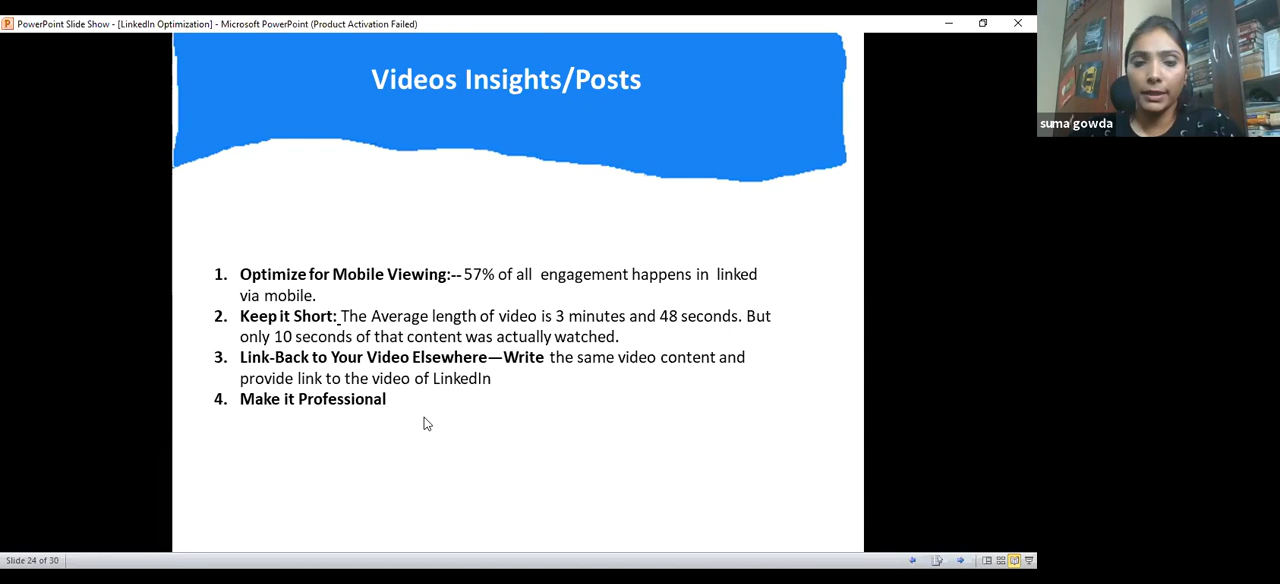 PowerPoint Slide Show - [LinkedIn Optimization] - Microsoft PowerPoint (Product Activation Failed)
suma gowda
Videos Insights/Posts
1. Optimize for Mobile Viewing:-- 57% of all engagement happens in linked
via mobile.
2. Keep it Short: The Average length of video is 3 minutes and 48 seconds. But
only 10 seconds of that content was actually watched.
3. Link-Back to Your Video Elsewhere—Write the same video content and
provide link to the video of LinkedIn
4. Make it Professional
Slide 24 of 30